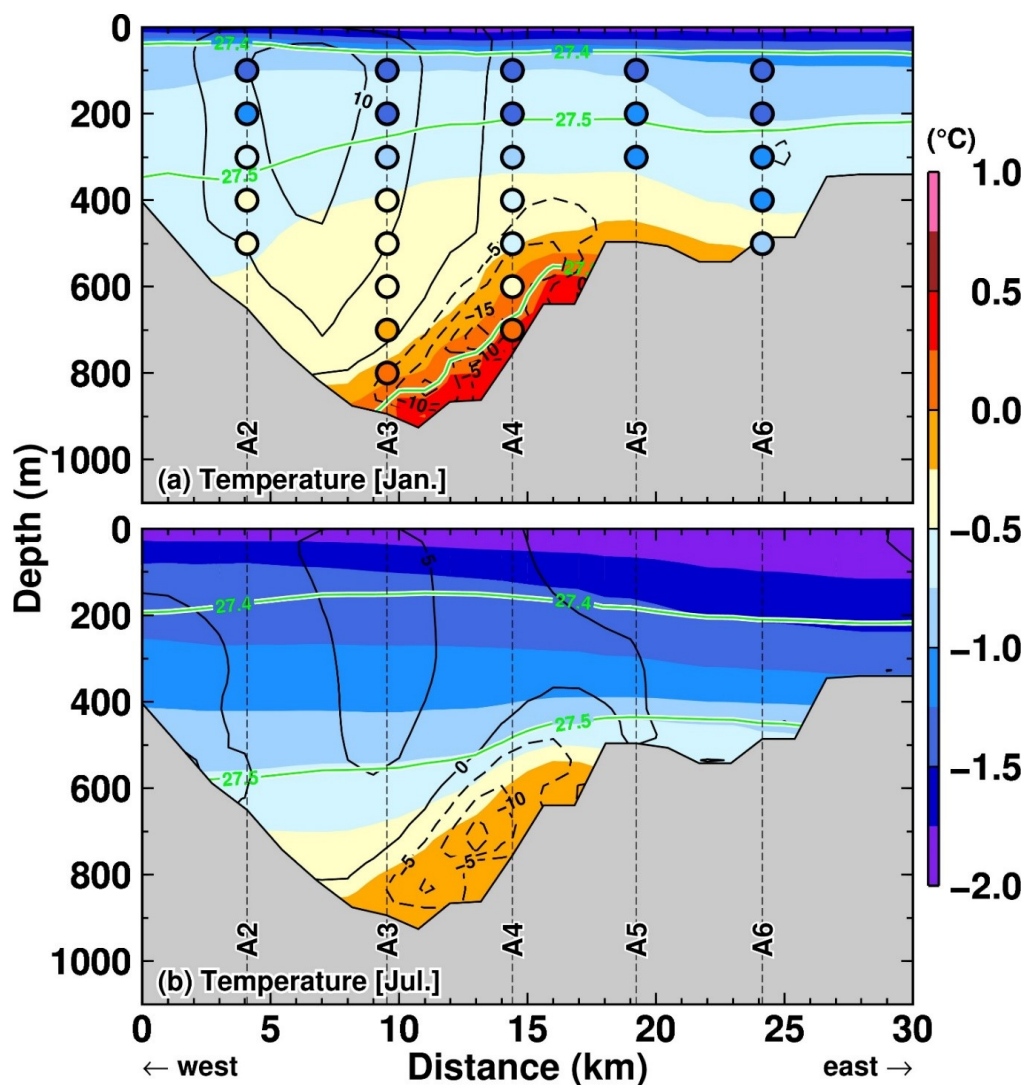 0
200
400
600
800
1000
Depth (m)
27.4
27.4
27.5
27.5
10
-5
-15
-10
-5
-10
27
0
A2
A3
A4
A5
A6
(a) Temperature [Jan.]
(°C)
1.0
0.5
0.0
−0.5
−1.0
−1.5
−2.0
0
200
400
600
800
1000
27.4
27.4
27.5
27.5
5
0
-5
-10
-5
A2
A3
A4
A5
A6
(b) Temperature [Jul.]
0 5 10 15 20 25 30
← west Distance (km) east →